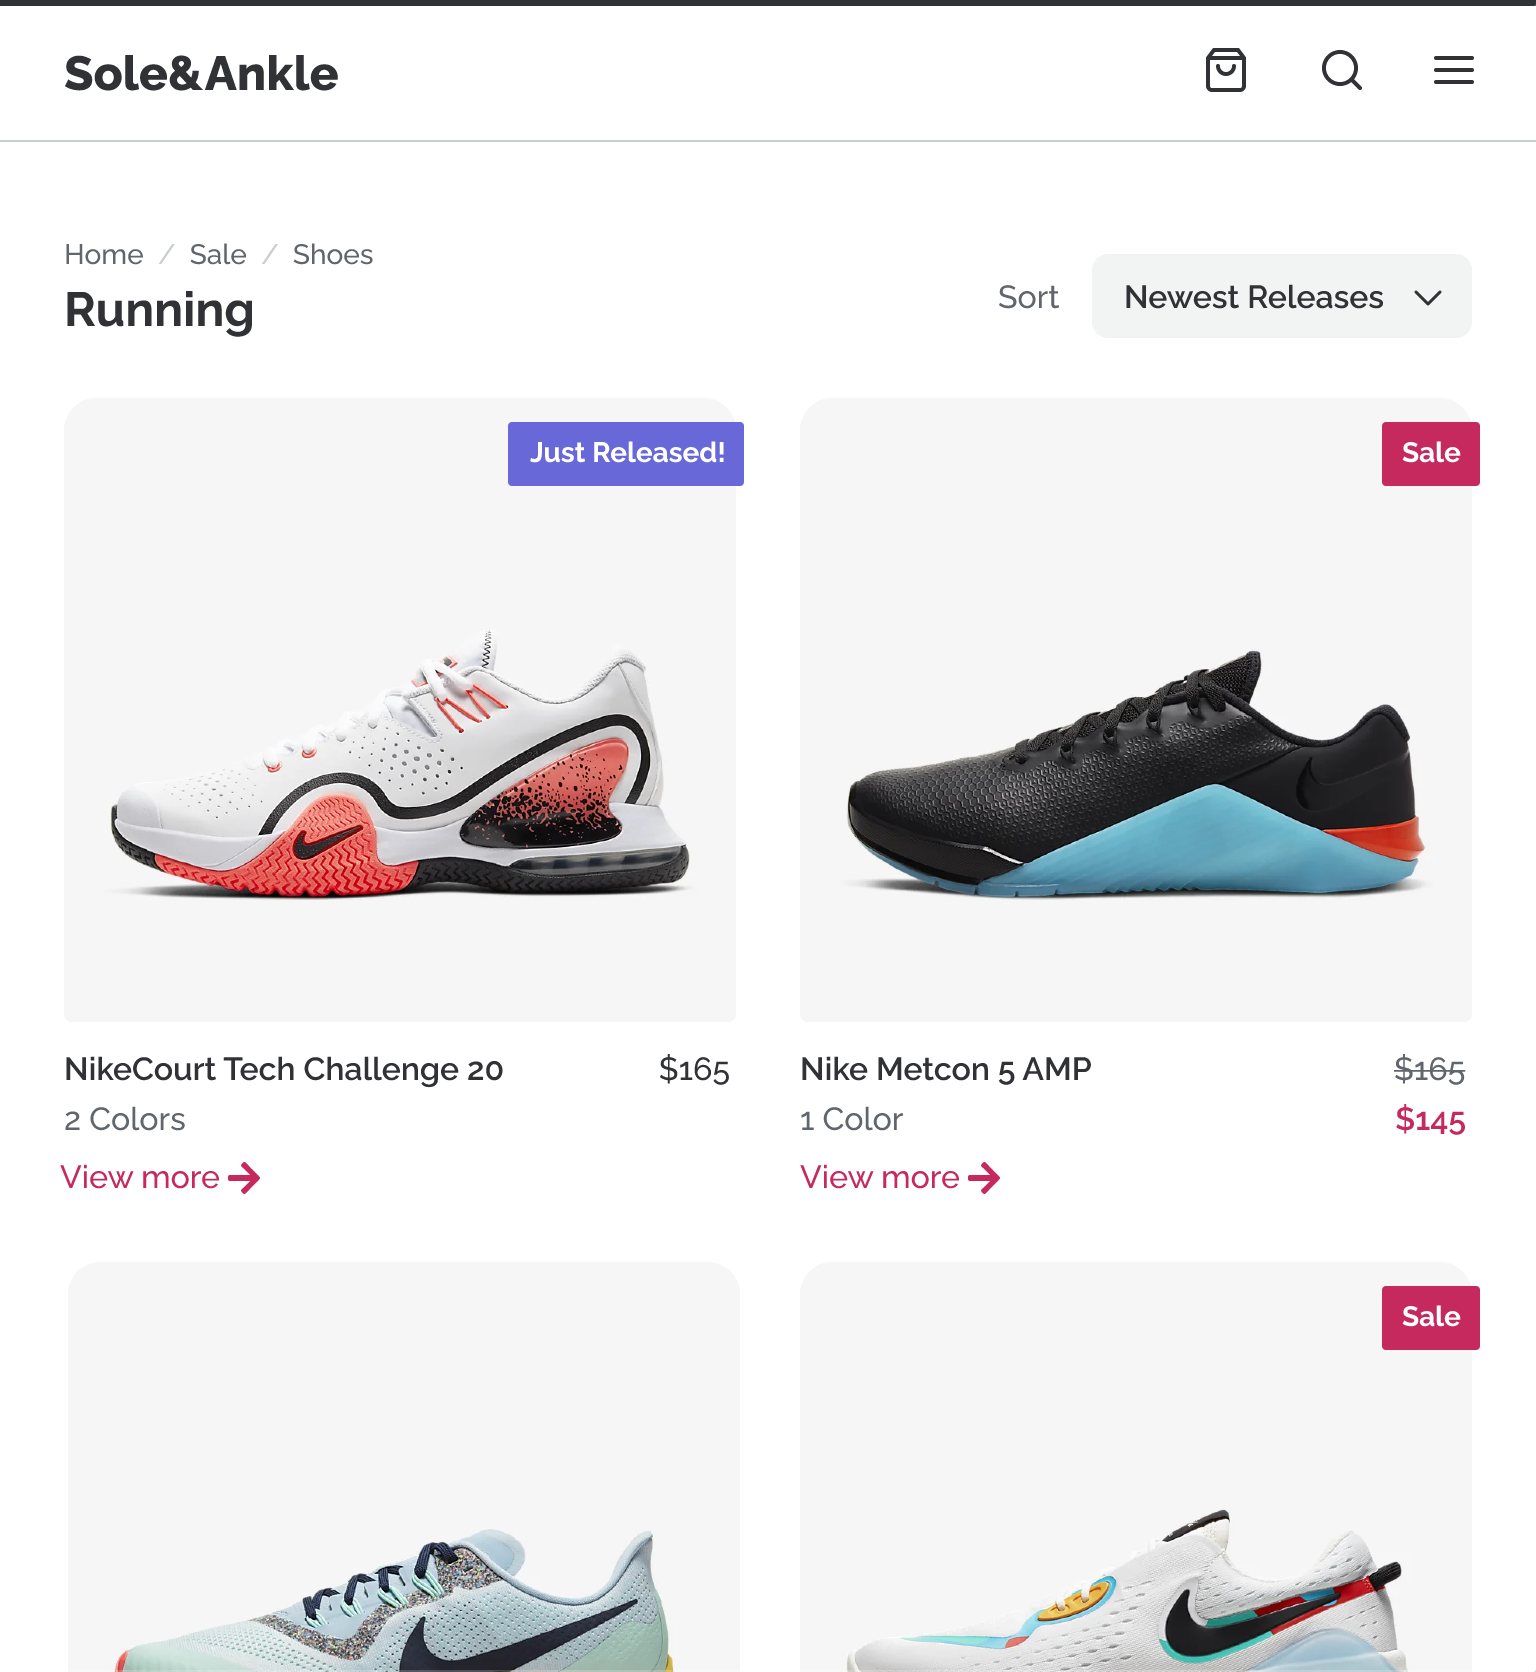 Sole&Ankle
Home / Sale / Shoes
Running
Sort
Newest Releases
Just Released!
Sale
NikeCourt Tech Challenge 20
$165
2 Colors
View more
Nike Metcon 5 AMP
$165
1 Color
$145
View more
Sale